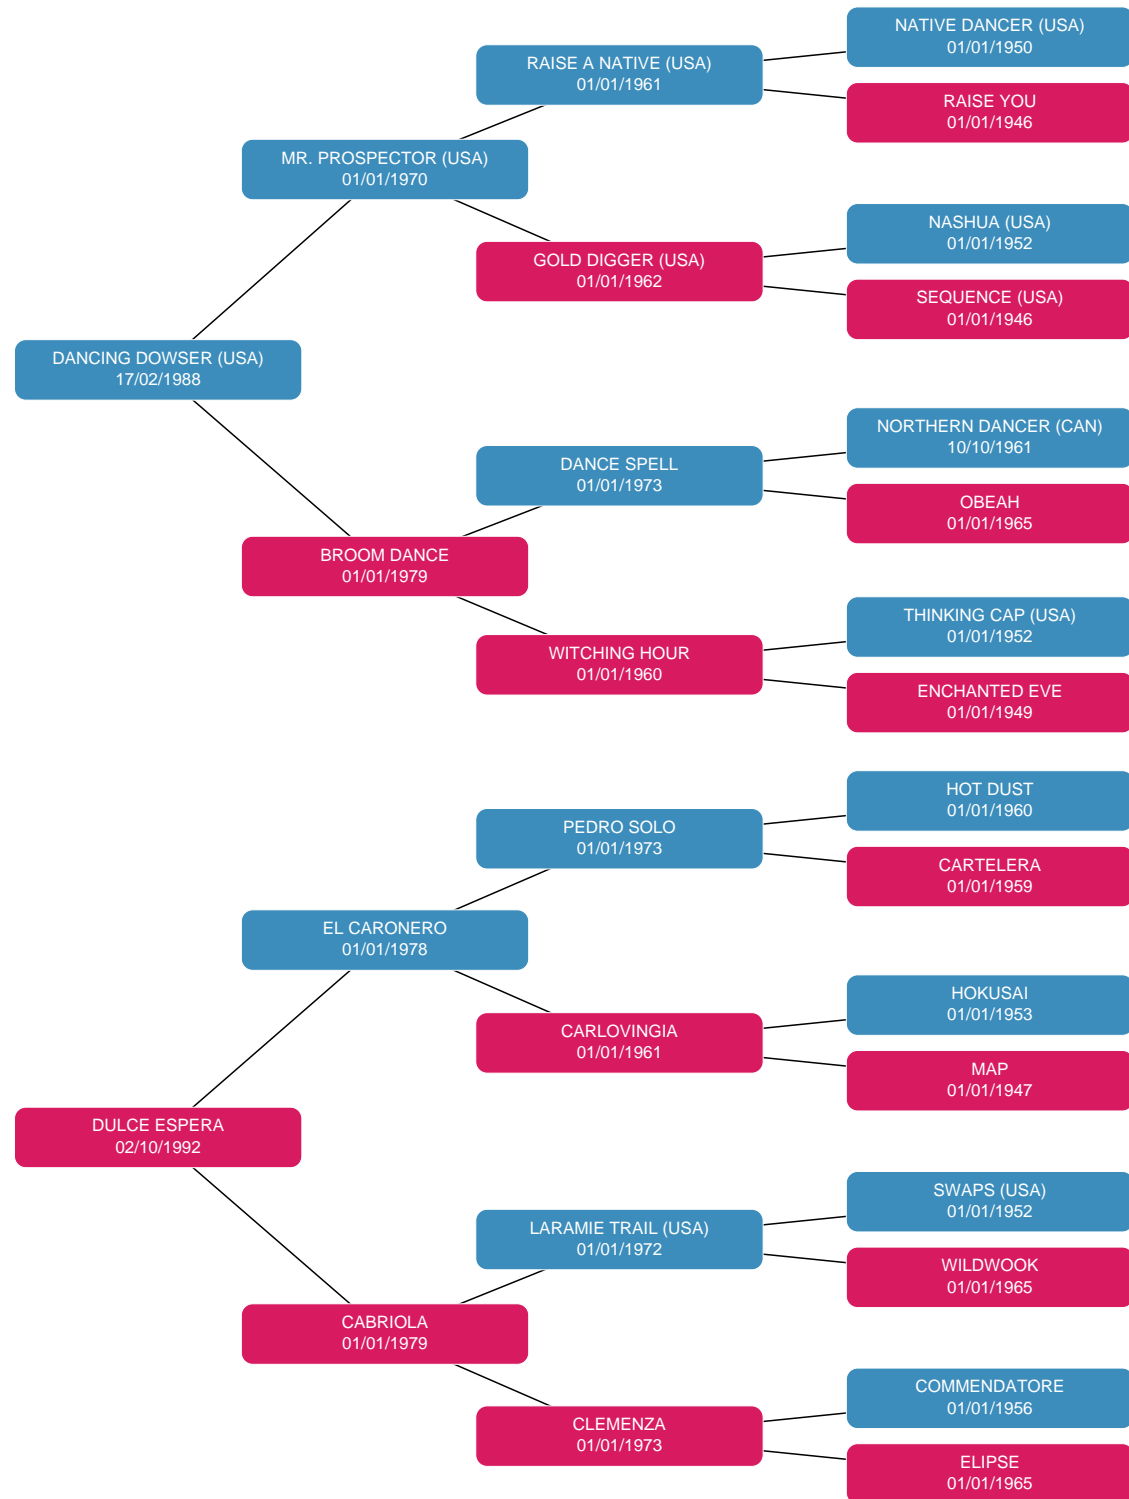 NATIVE DANCER (USA)
01/01/1950
RAISE A NATIVE (USA)
01/01/1961
RAISE YOU
01/01/1946
MR. PROSPECTOR (USA)
01/01/1970
NASHUA (USA)
01/01/1952
GOLD DIGGER (USA)
01/01/1962
SEQUENCE (USA)
01/01/1946
DANCING DOWSER (USA)
17/02/1988
NORTHERN DANCER (CAN)
10/10/1961
DANCE SPELL
01/01/1973
OBEAH
01/01/1965
BROOM DANCE
01/01/1979
THINKING CAP (USA)
01/01/1952
WITCHING HOUR
01/01/1960
ENCHANTED EVE
01/01/1949
HOT DUST
01/01/1960
PEDRO SOLO
01/01/1973
CARTELERA
01/01/1959
EL CARONERO
01/01/1978
HOKUSAI
01/01/1953
CARLOVINGIA
01/01/1961
MAP
01/01/1947
DULCE ESPERA
02/10/1992
SWAPS (USA)
01/01/1952
LARAMIE TRAIL (USA)
01/01/1972
WILDWOOK
01/01/1965
CABRIOLA
01/01/1979
COMMENDATORE
01/01/1956
CLEMENZA
01/01/1973
ELIPSE
01/01/1965